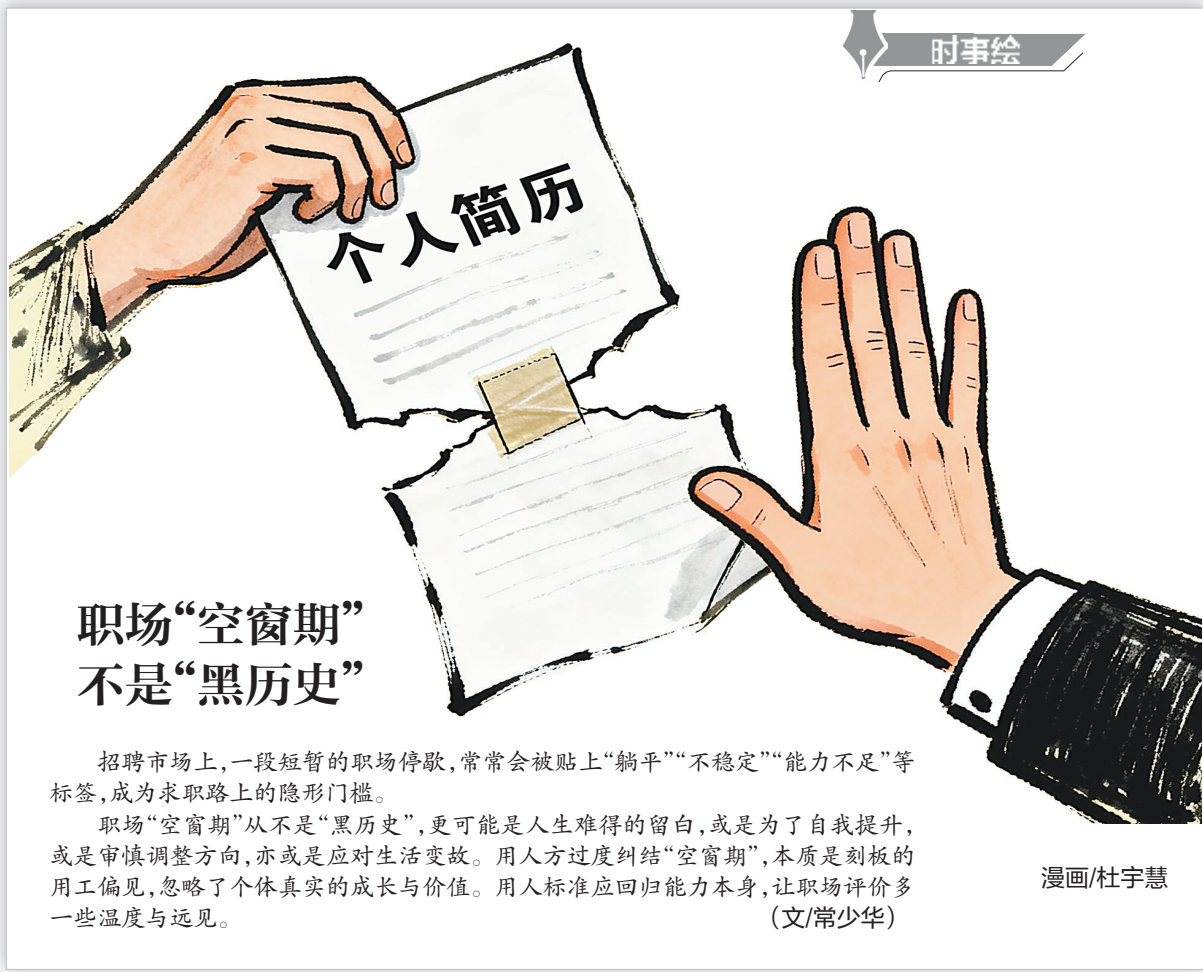 时事绘
个人简历
职场“空窗期”
不是“黑历史”
招聘市场上,一段短暂的职场停歇,常常会被贴上“躺平”“不稳定”“能力不足”等
标签,成为求职路上的隐形门槛。
职场“空窗期”从不是“黑历史”,更可能是人生难得的留白,或是为了自我提升,
或是审慎调整方向,亦或是应对生活变故。用人方过度纠结“空窗期”,本质是刻板的
用工偏见,忽略了个体真实的成长与价值。用人标准应回归能力本身,让职场评价多
一些温度与远见。
(文/常少华)
漫画/杜宇慧